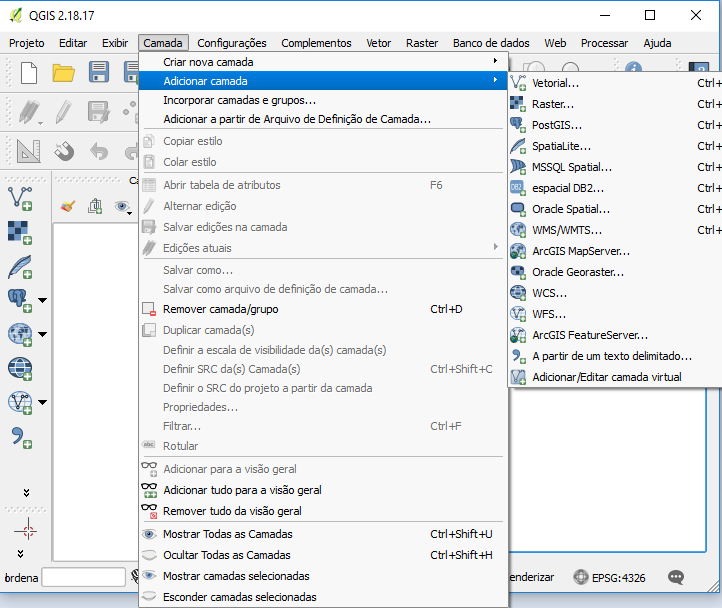 QGIS 2.18.17
Projeto Editar Exibir Camada Configurações Complementos Vetor Raster Banco de dados Web Processar Ajuda
Criar nova camada
Adicionar camada
Incorporar camadas e grupos...
Adicionar a partir de Arquivo de Definição de Camada...
Copiar estilo
Colar estilo
Abrir tabela de atributos F6
Alternar edição
Salvar edições na camada
Edições atuais
Salvar como...
Salvar como arquivo de definição de camada...
Remover camada/grupo Ctrl+D
Duplicar camada(s)
Definir a escala de visibilidade da(s) camada(s)
Definir SRC da(s) Camada(s) Ctrl+Shift+C
Definir o SRC do projeto a partir da camada
Propriedades...
Filtrar... Ctrl+F
abc Rotular
Adicionar para a visão geral
Adicionar tudo para a visão geral
Remover tudo da visão geral
Mostrar Todas as Camadas Ctrl+Shift+U
Ocultar Todas as Camadas Ctrl+Shift+H
Mostrar camadas selecionadas
Esconder camadas selecionadas
Vetorial... Ctrl+
Raster... Ctrl+
PostGIS... Ctrl+
SpatiaLite... Ctrl+
MSSQL Spatial... Ctrl+
DB2 espacial DB2... Ctrl+
Oracle Spatial... Ctrl+
WMS/WMTS... Ctrl+
ArcGIS MapServer...
Oracle Georaster...
WCS...
WFS...
ArcGIS FeatureServer...
A partir de um texto delimitado...
Adicionar/Editar camada virtual
Ca
ordena
enderizar EPSG:4326